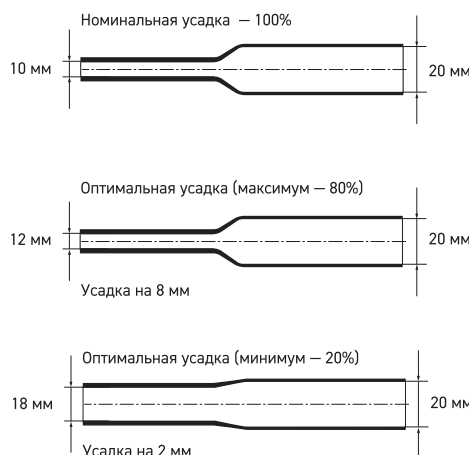 Номинальная усадка — 100%
10 мм
20 мм
Оптимальная усадка (максимум — 80%)
12 мм
20 мм
Усадка на 8 мм
Оптимальная усадка (минимум — 20%)
18 мм
20 мм
Усадка на 2 мм